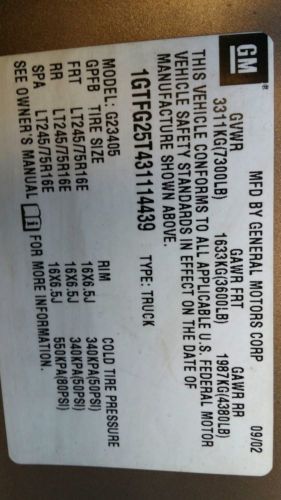 GM ®
MFD BY GENERAL MOTORS CORP 09/02
GVWR GAWR FRT GAWR RR
3311KG(7300LB) 1633KG(3600LB) 1987KG(4380LB)
THIS VEHICLE CONFORMS TO ALL APPLICABLE U.S. FEDERAL MOTOR
VEHICLE SAFETY STANDARDS IN EFFECT ON THE DATE OF
MANUFACTURE SHOWN ABOVE.
1GTFG25T431114439 TYPE: TRUCK
MODEL: G23405
GPFB TIRE SIZE RIM COLD TIRE PRESSURE
FRT LT245/75R16E 16X6.5J 340KPA(50PSI)
RR LT245/75R16E 16X6.5J 340KPA(50PSI)
SPA LT245/75R16E 16X6.5J 550KPA(80PSI)
SEE OWNER'S MANUAL FOR MORE INFORMATION.